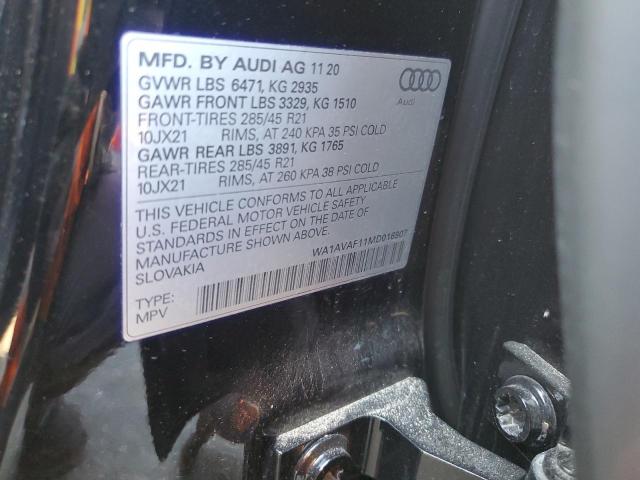 MFD. BY AUDI AG 11 20
GVWR LBS 6471, KG 2935
GAWR FRONT LBS 3329, KG 1510
FRONT-TIRES 285/45 R21
10JX21 RIMS, AT 240 KPA 35 PSI COLD
GAWR REAR LBS 3891, KG 1765
REAR-TIRES 285/45 R21
10JX21 RIMS, AT 260 KPA 38 PSI COLD
THIS VEHICLE CONFORMS TO ALL APPLICABLE
U.S. FEDERAL MOTOR VEHICLE SAFETY
STANDARDS IN EFFECT ON THE DATE OF
MANUFACTURE SHOWN ABOVE.
SLOVAKIA WA1AVAF11MD016907
TYPE:
MPV
Audi